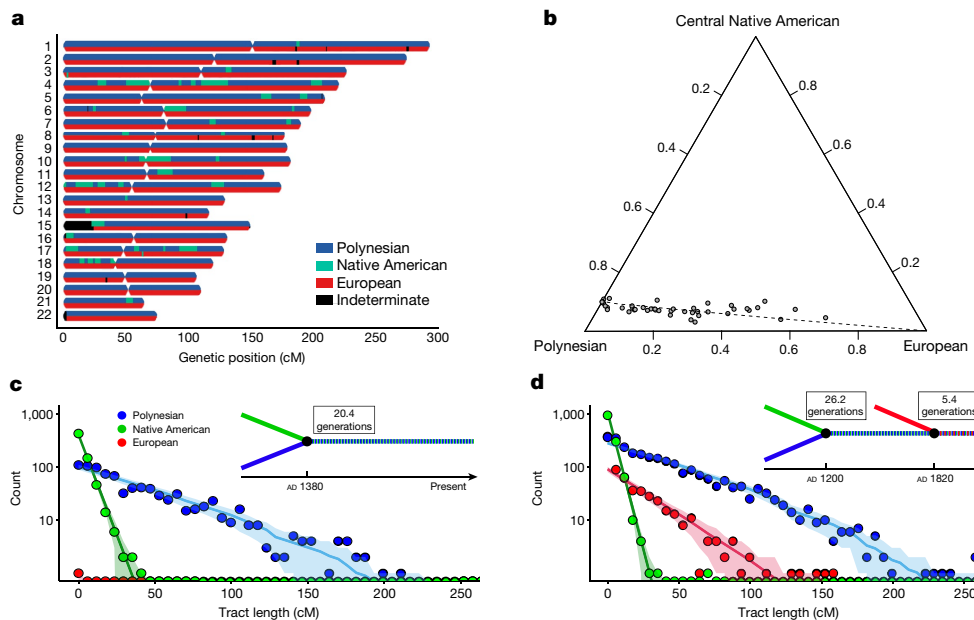 a
Chromosome
1
2
3
4
5
6
7
8
9
10
11
12
13
14
15
16
17
18
19
20
21
22
Polynesian
Native American
European
Indeterminate
0 50 100 150 200 250 300
Genetic position (cM)
b
Central Native American
0.2 0.8
0.4 0.6
0.6 0.4
0.8 0.2
Polynesian European
0.2 0.4 0.6 0.8
c
Polynesian
Native American
European
20.4
generations
AD 1380 Present
Count
1,000
100
10
0 50 100 150 200 250
Tract length (cM)
d
26.2
generations
5.4
generations
AD 1200 AD 1820
Count
1,000
100
10
0 50 100 150 200 250
Tract length (cM)